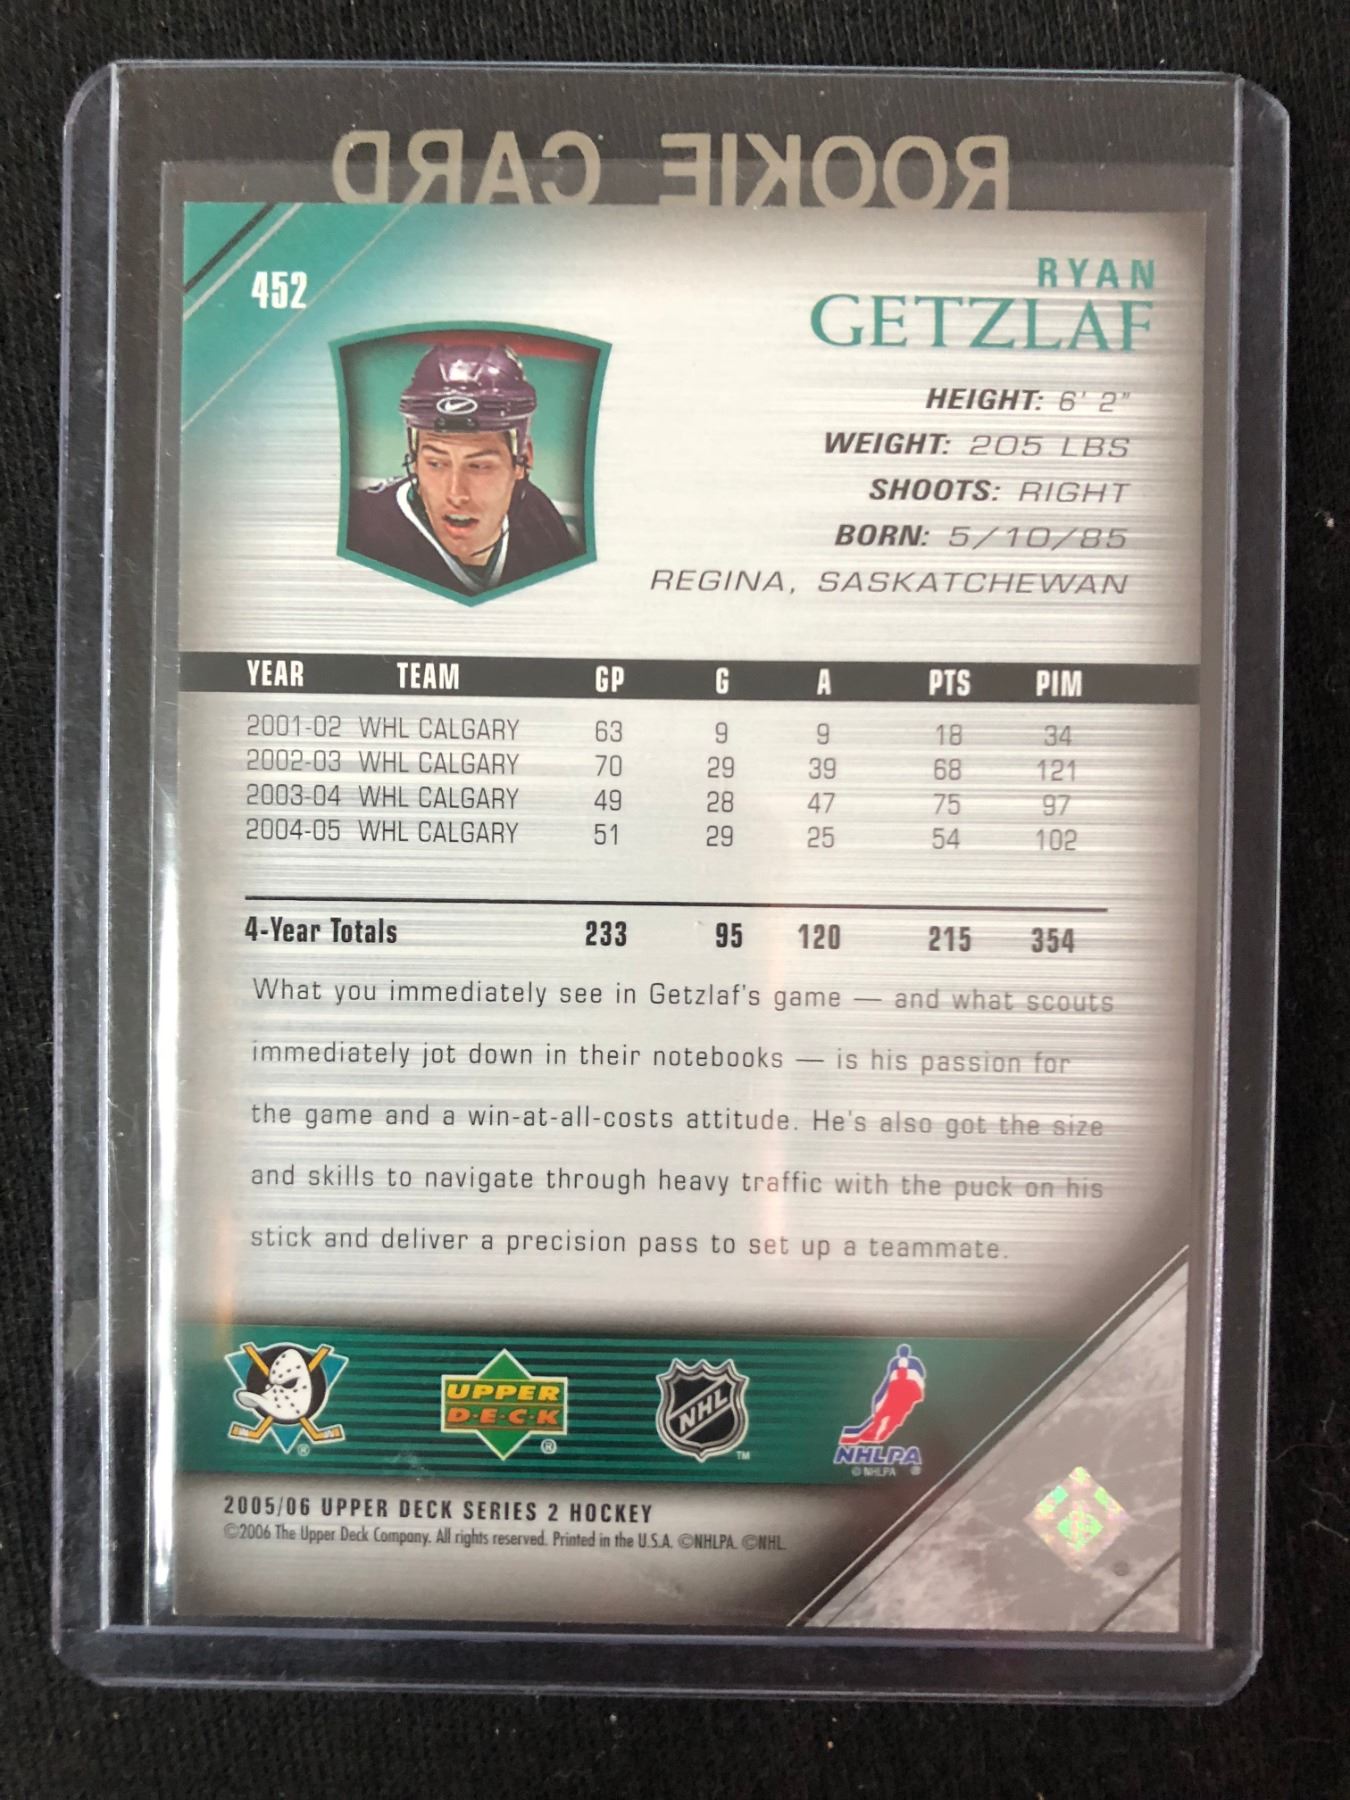 ROOKIE CARD
452
RYAN
GETZLAF
HEIGHT: 6' 2"
WEIGHT: 205 LBS
SHOOTS: RIGHT
BORN: 5/10/85
REGINA, SASKATCHEWAN
YEAR TEAM GP G A PTS PIM
2001-02 WHL CALGARY 63 9 9 18 34
2002-03 WHL CALGARY 70 29 39 68 121
2003-04 WHL CALGARY 49 28 47 75 97
2004-05 WHL CALGARY 51 29 25 54 102
4-Year Totals 233 95 120 215 354
What you immediately see in Getzlaf's game — and what scouts
immediately jot down in their notebooks — is his passion for
the game and a win-at-all-costs attitude. He's also got the size
and skills to navigate through heavy traffic with the puck on his
stick and deliver a precision pass to set up a teammate.
UPPER
D·E·C·K
®
®
NHL
TM
NHLPA
© NHLPA ®
2005/06 UPPER DECK SERIES 2 HOCKEY
©2006 The Upper Deck Company. All rights reserved. Printed in the U.S.A. ©NHLPA. ©NHL.